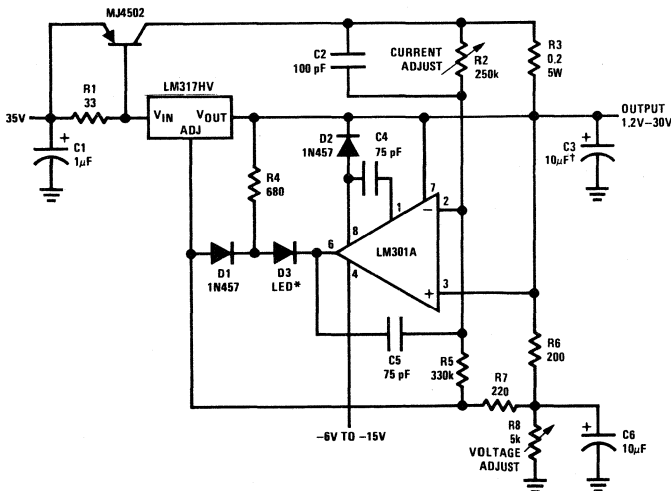 MJ4502
C2
100 pF
CURRENT
ADJUST
R2
250k
R3
0.2
5W
R1
33
LM317HV
VIN
VOUT
ADJ
35V
OUTPUT
1.2V–30V
+
C1
1μF
D2
1N457
C4
75 pF
+
C3
10μF†
R4
680
7
1
2
–
8
6
LM301A
4
3
+
D1
1N457
D3
LED*
C5
75 pF
R5
330k
R6
200
R7
220
–6V TO –15V
R8
5k
VOLTAGE
ADJUST
+
C6
10μF